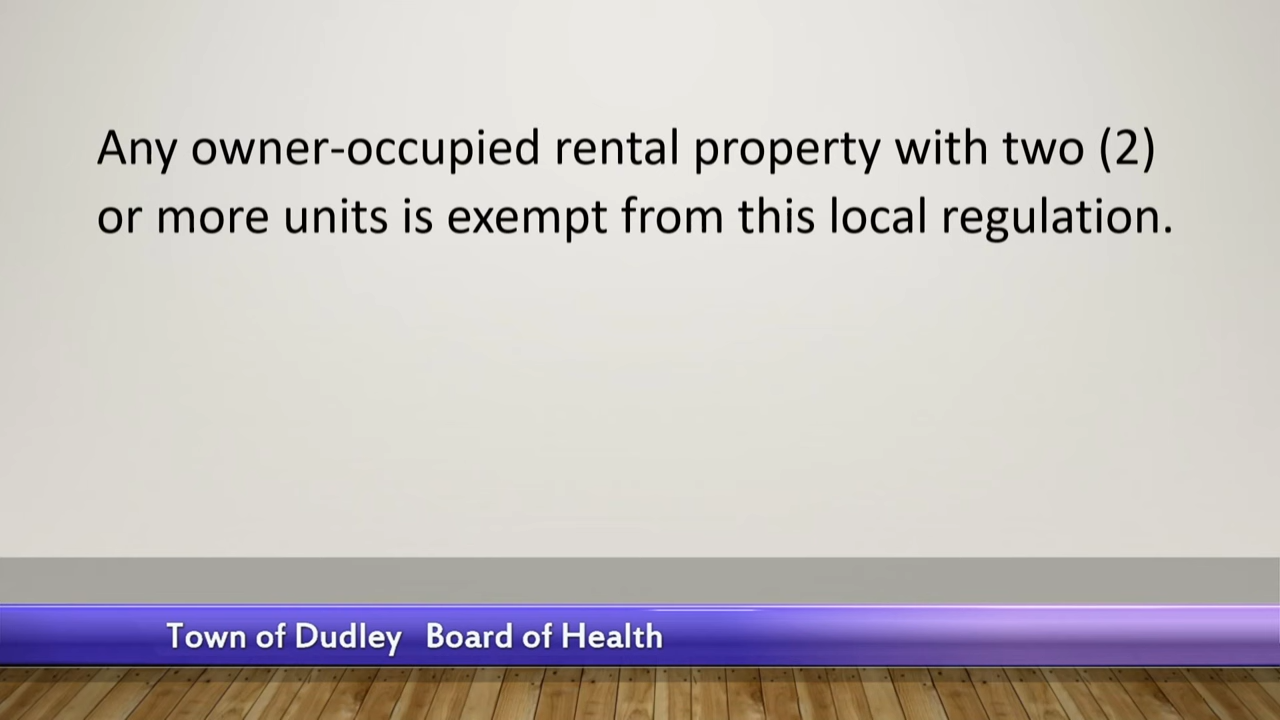 Any owner-occupied rental property with two (2)
or more units is exempt from this local regulation.
Town of Dudley Board of Health